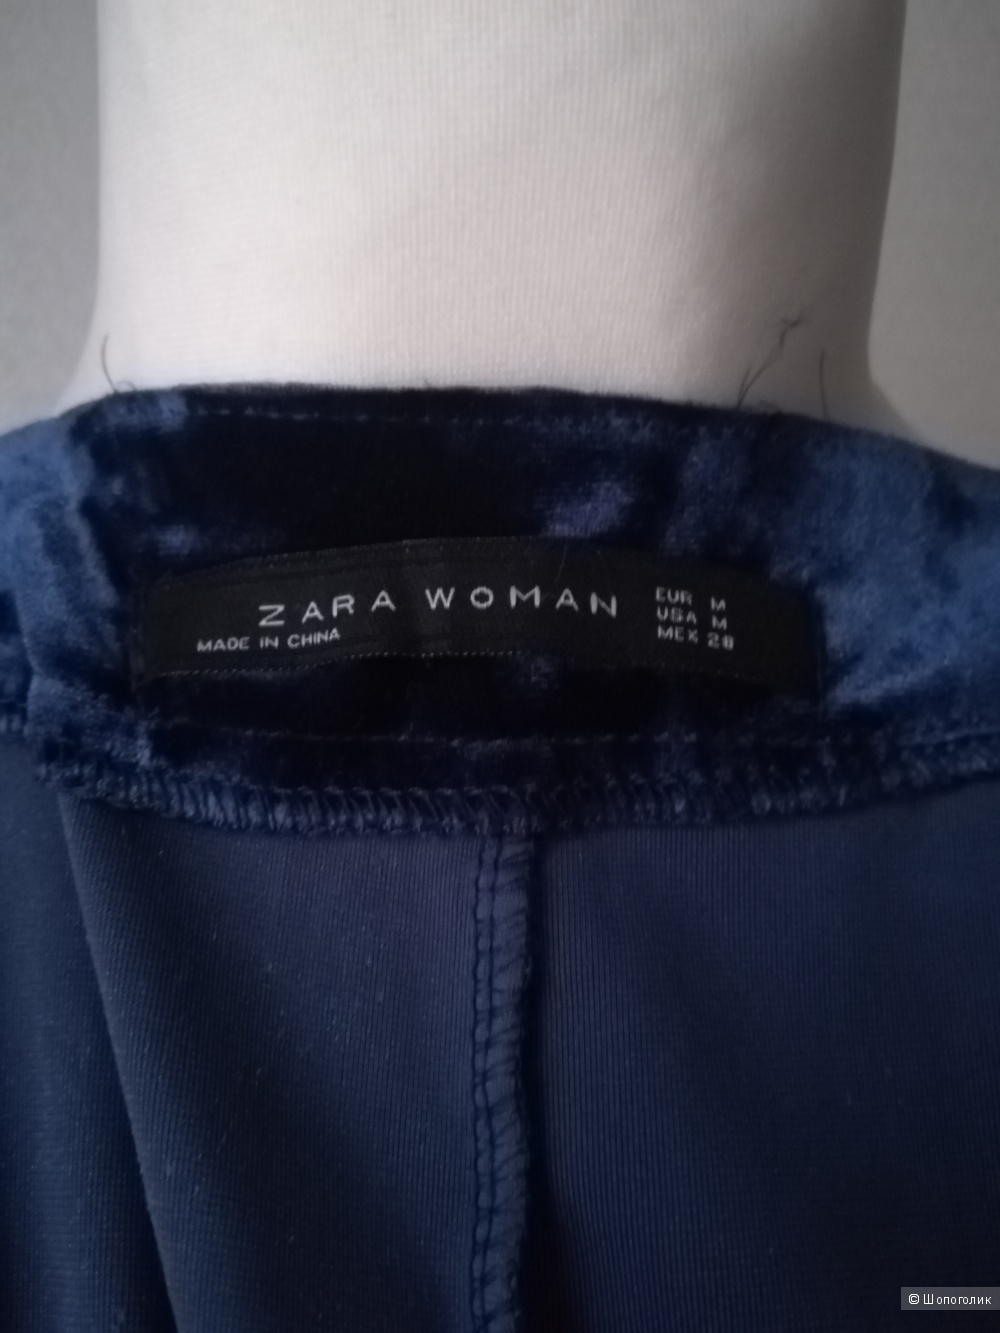 ZARA WOMAN
MADE IN CHINA
EUR M
USA M
MEX 28
© Шопоголик